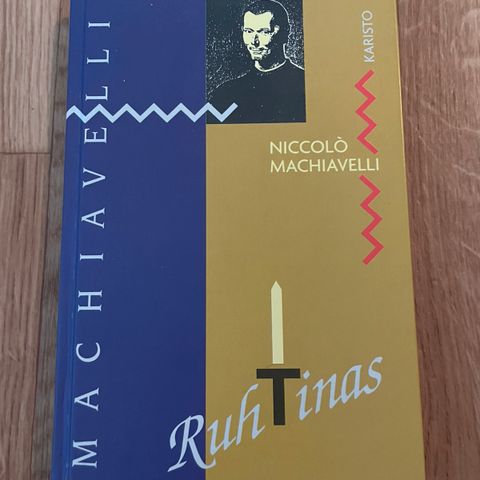 MACHIAVELLI
KARISTO
NICCOLÒ
MACHIAVELLI
RuhTinas